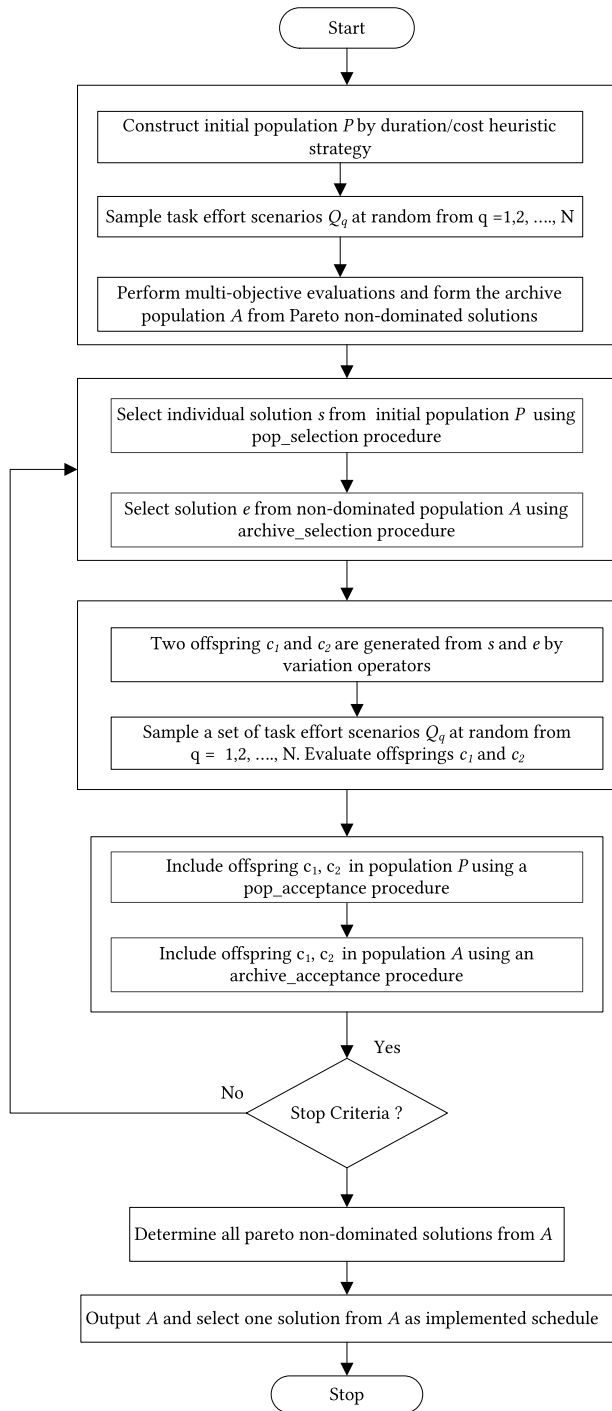 Start
Construct initial population P by duration/cost heuristic
strategy
Sample task effort scenarios Qq at random from q =1,2, …., N
Perform multi-objective evaluations and form the archive
population A from Pareto non-dominated solutions
Select individual solution s from initial population P using
pop_selection procedure
Select solution e from non-dominated population A using
archive_selection procedure
Two offspring c1 and c2 are generated from s and e by
variation operators
Sample a set of task effort scenarios Qq at random from
q = 1,2, …., N. Evaluate offsprings c1 and c2
Include offspring c1, c2 in population P using a
pop_acceptance procedure
Include offspring c1, c2 in population A using an
archive_acceptance procedure
Yes
No
Stop Criteria ?
Determine all pareto non-dominated solutions from A
Output A and select one solution from A as implemented schedule
Stop